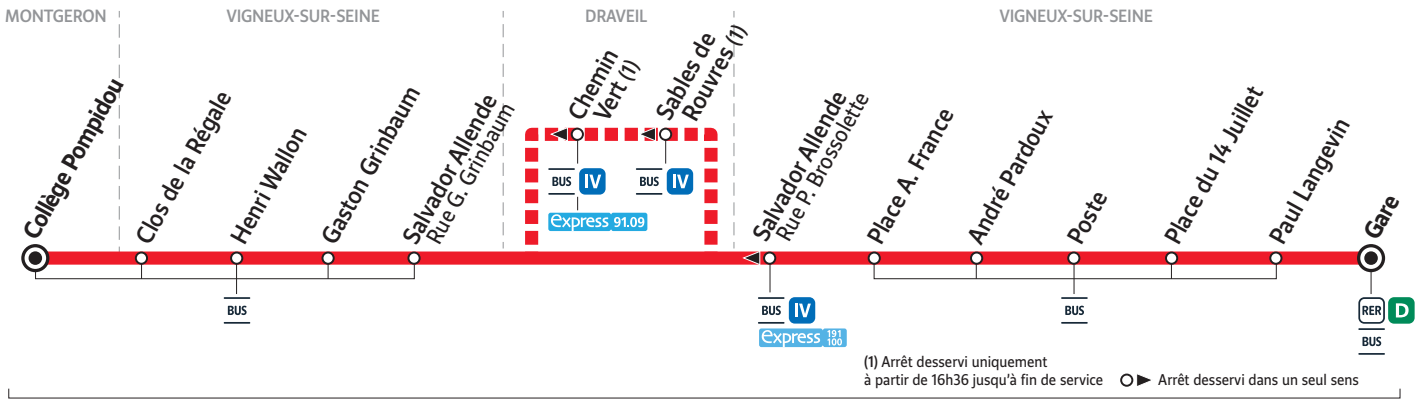 MONTGERON
VIGNEUX-SUR-SEINE
DRAVEIL
VIGNEUX-SUR-SEINE
Collège Pompidou
Clos de la Régale
Henri Wallon
Gaston Grinbaum
Salvador Allende
Rue G. Grinbaum
Chemin
Vert (1)
Sables de
Rouvres (1)
Salvador Allende
Rue P. Brossolette
Place A. France
André Pardoux
Poste
Place du 14 Juillet
Paul Langevin
Gare
BUS IV
express 91.09
BUS IV
BUS
BUS IV
express 191
100
BUS
RER D
BUS
(1) Arrêt desservi uniquement
à partir de 16h36 jusqu'à fin de service
Arrêt desservi dans un seul sens